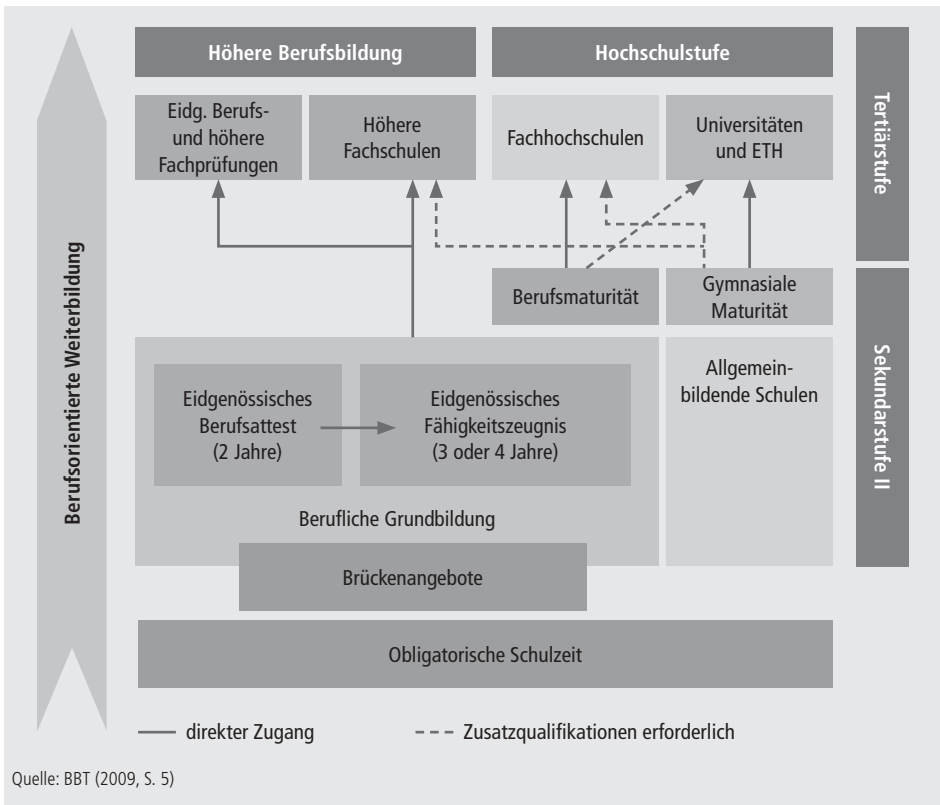 Höhere Berufsbildung
Hochschulstufe
Eidg. Berufs-
und höhere
Fachprüfungen
Höhere
Fachschulen
Fachhochschulen
Universitäten
und ETH
Tertiärstufe
Berufsmaturität
Gymnasiale
Maturität
Berufsorientierte Weiterbildung
Eidgenössisches
Berufsattest
(2 Jahre)
Eidgenössisches
Fähigkeitszeugnis
(3 oder 4 Jahre)
Allgemein-
bildende Schulen
Sekundarstufe II
Berufliche Grundbildung
Brückenangebote
Obligatorische Schulzeit
direkter Zugang
Zusatzqualifikationen erforderlich
Quelle: BBT (2009, S. 5)